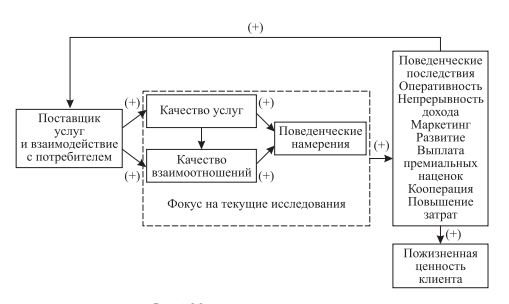 (+)
Поставщик
услуг
и взаимодействие
с потребителем
(+)
(+)
Качество услуг
(+)
Качество
взаимоотношений
(+)
Поведенческие
намерения
Фокус на текущие исследования
(+)
Поведенческие
последствия
Оперативность
Непрерывность
дохода
Маркетинг
Развитие
Выплата
премиальных
наценок
Кооперация
Повышение
затрат
(+)
Пожизненная
ценность
клиента